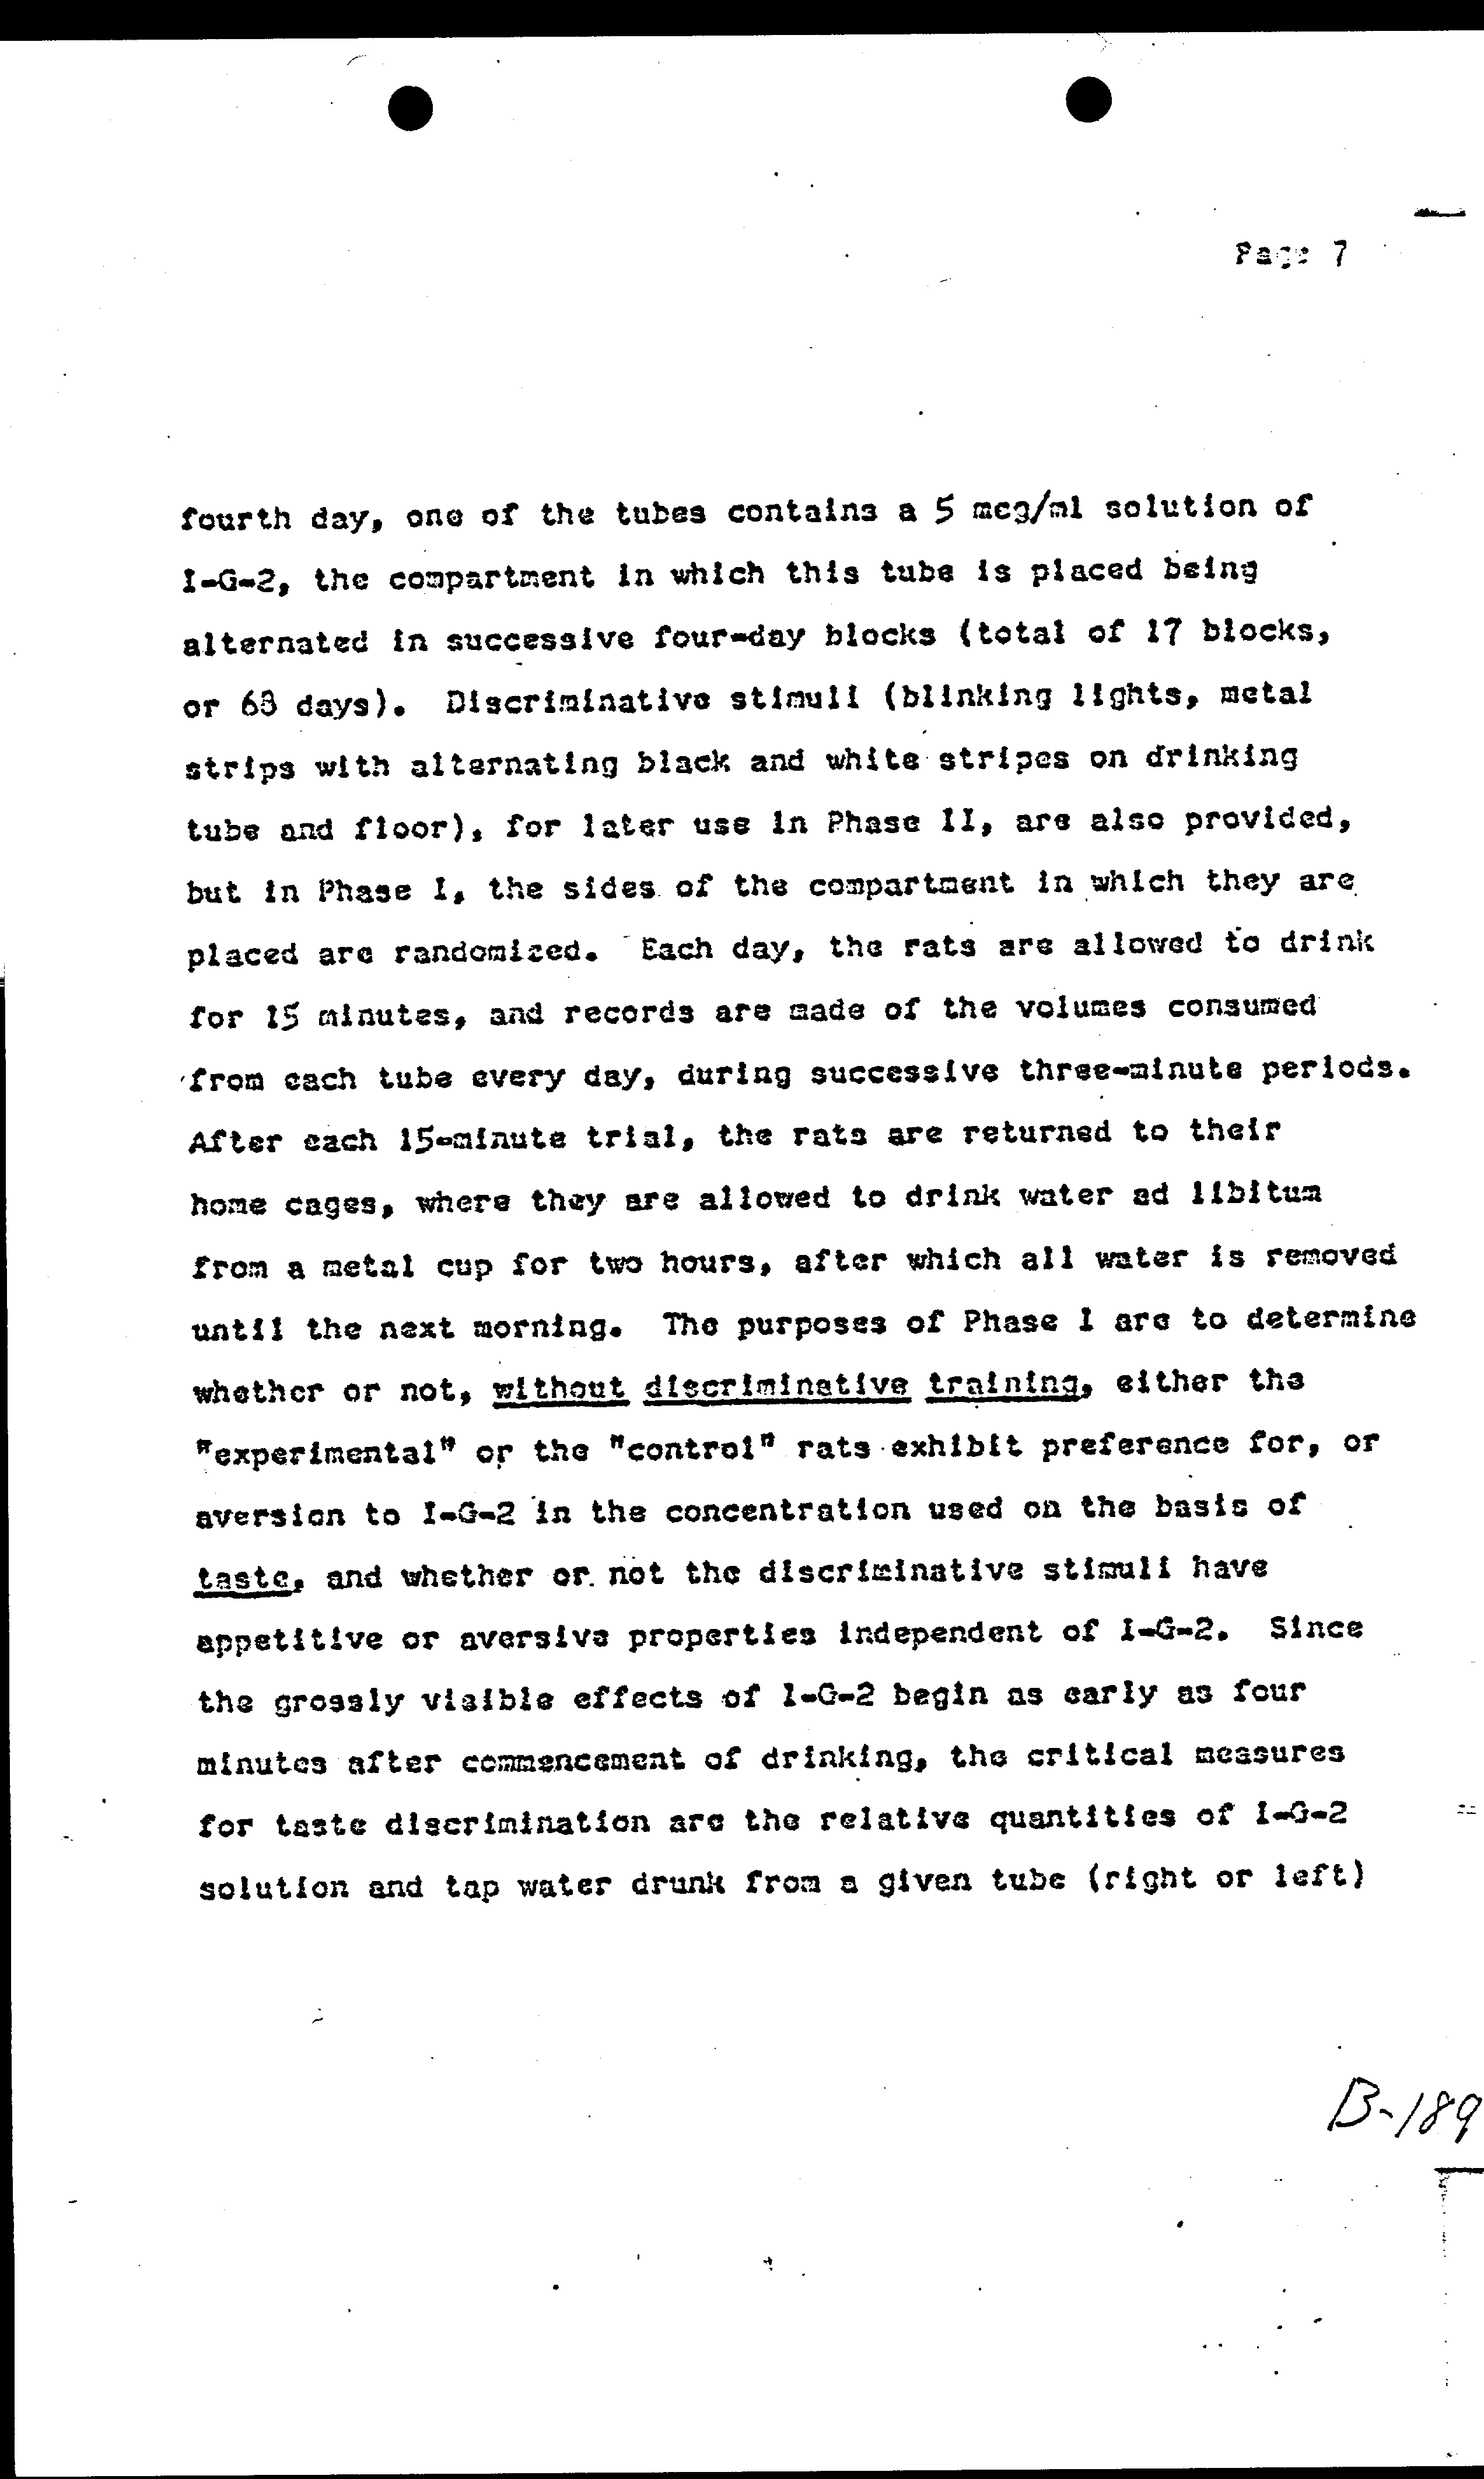 Page 7
fourth day, one of the tubes contains a 5 mcg/ml solution of
I-G-2, the compartment in which this tube is placed being
alternated in successive four-day blocks (total of 17 blocks,
or 68 days). Discriminative stimuli (blinking lights, metal
strips with alternating black and white stripes on drinking
tube and floor), for later use in Phase II, are also provided,
but in Phase I, the sides of the compartment in which they are
placed are randomized. Each day, the rats are allowed to drink
for 15 minutes, and records are made of the volumes consumed
from each tube every day, during successive three-minute periods.
After each 15-minute trial, the rats are returned to their
home cages, where they are allowed to drink water ad libitum
from a metal cup for two hours, after which all water is removed
until the next morning. The purposes of Phase I are to determine
whether or not, without discriminative training, either the
"experimental" or the "control" rats exhibit preference for, or
aversion to I-G-2 in the concentration used on the basis of
taste, and whether or not the discriminative stimuli have
appetitive or aversive properties independent of I-G-2. Since
the grossly visible effects of I-G-2 begin as early as four
minutes after commencement of drinking, the critical measures
for taste discrimination are the relative quantities of I-G-2
solution and tap water drunk from a given tube (right or left)
B-189